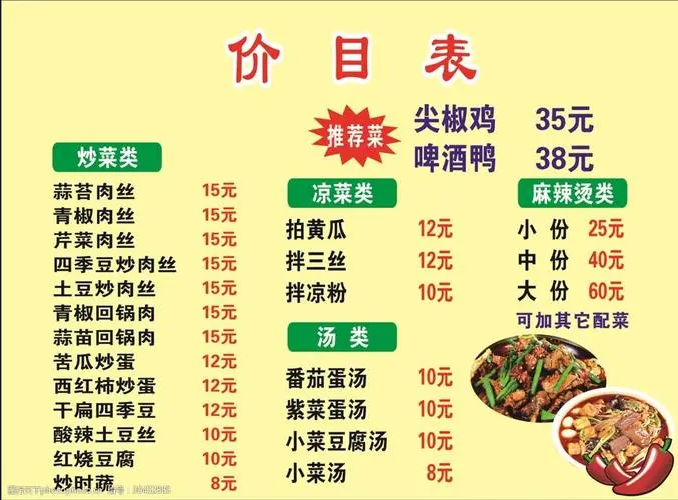 价目表
推荐菜
尖椒鸡 35元
啤酒鸭 38元
炒菜类
蒜苔肉丝 15元
青椒肉丝 15元
芹菜肉丝 15元
四季豆炒肉丝 15元
土豆炒肉丝 15元
青椒回锅肉 15元
蒜苗回锅肉 15元
苦瓜炒蛋 12元
西红柿炒蛋 12元
干扁四季豆 12元
酸辣土豆丝 10元
红烧豆腐 10元
炒时蔬 8元
凉菜类
拍黄瓜 12元
拌三丝 12元
拌凉粉 10元
汤 类
番茄蛋汤 10元
紫菜蛋汤 10元
小菜豆腐汤 10元
小菜汤 8元
麻辣烫类
小 份 25元
中 份 40元
大 份 60元
可加其它配菜